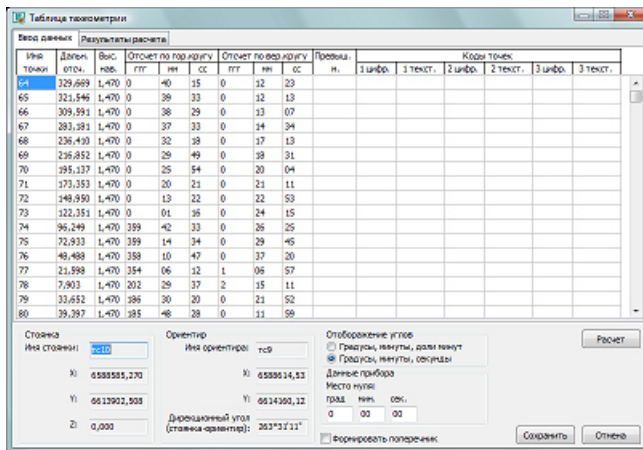 Таблица тахеометрии
Ввод данных Результаты расчета
Имя точки Дальн. отсч. Выс. нав. Отсчет по гор.кругу Отсчет по вер.кругу Превыш. н. Коды точек
ггг мм сс ггг мм сс 1 цифр. 1 текст. 2 цифр. 2 текст. 3 цифр. 3 текст.
64 329,669 1,470 0 40 15 0 12 23
65 321,546 1,470 0 39 33 0 12 13
66 309,591 1,470 0 38 29 0 13 07
67 283,181 1,470 0 37 33 0 14 34
68 236,410 1,470 0 32 18 0 17 13
69 216,852 1,470 0 29 49 0 18 31
70 195,137 1,470 0 25 54 0 20 04
71 173,353 1,470 0 20 21 0 21 11
72 148,950 1,470 0 13 22 0 22 53
73 122,351 1,470 0 01 16 0 24 15
74 96,249 1,470 359 42 33 0 26 25
75 72,933 1,470 359 14 34 0 29 45
76 48,488 1,470 358 10 47 0 37 20
77 21,598 1,470 354 06 12 1 06 57
78 7,903 1,470 202 29 37 2 15 11
79 33,652 1,470 186 30 20 0 21 52
80 39,397 1,470 185 48 28 0 11 59
Стоянка
Имя стоянки: тс10
X: 6588585,270
Y: 6613902,508
Z: 0,000
Ориентир
Имя ориентира: тс9
X: 6588614,53
Y: 6614160,12
Дирекционный угол (стоянка-ориентир): 263°31'11"
Отоборажение углов
Градусы, минуты, доли минут
Градусы, минуты, секунды
Данные прибора
Место нуля:
град. мин. сек.
0 00 00
Формировать поперечник
Расчет
Сохранить Отмена